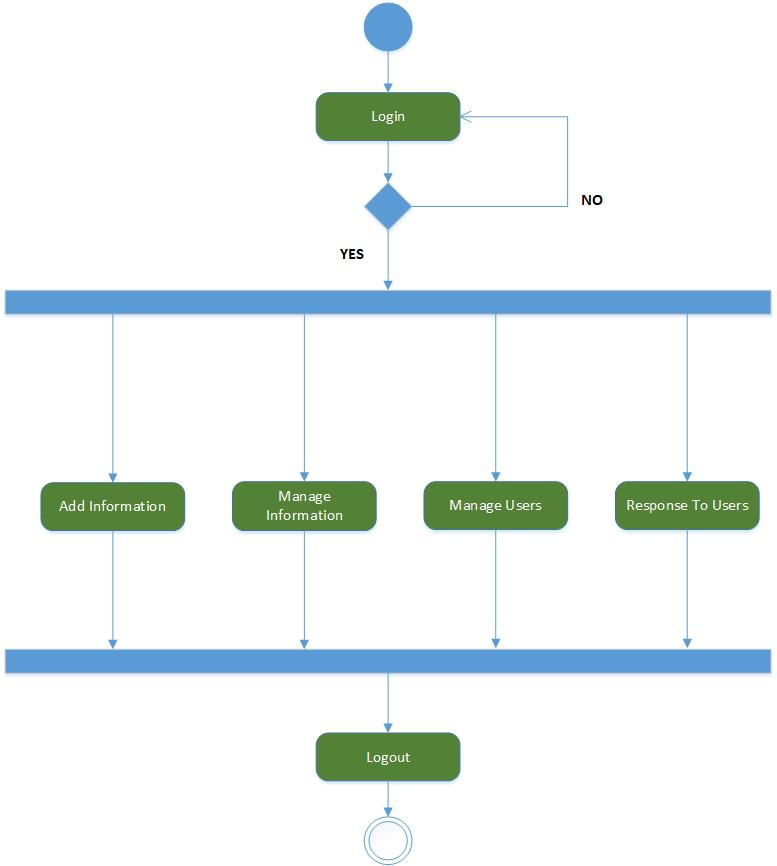 Login
NO
YES
Add Information
Manage
Information
Manage Users
Response To Users
Logout